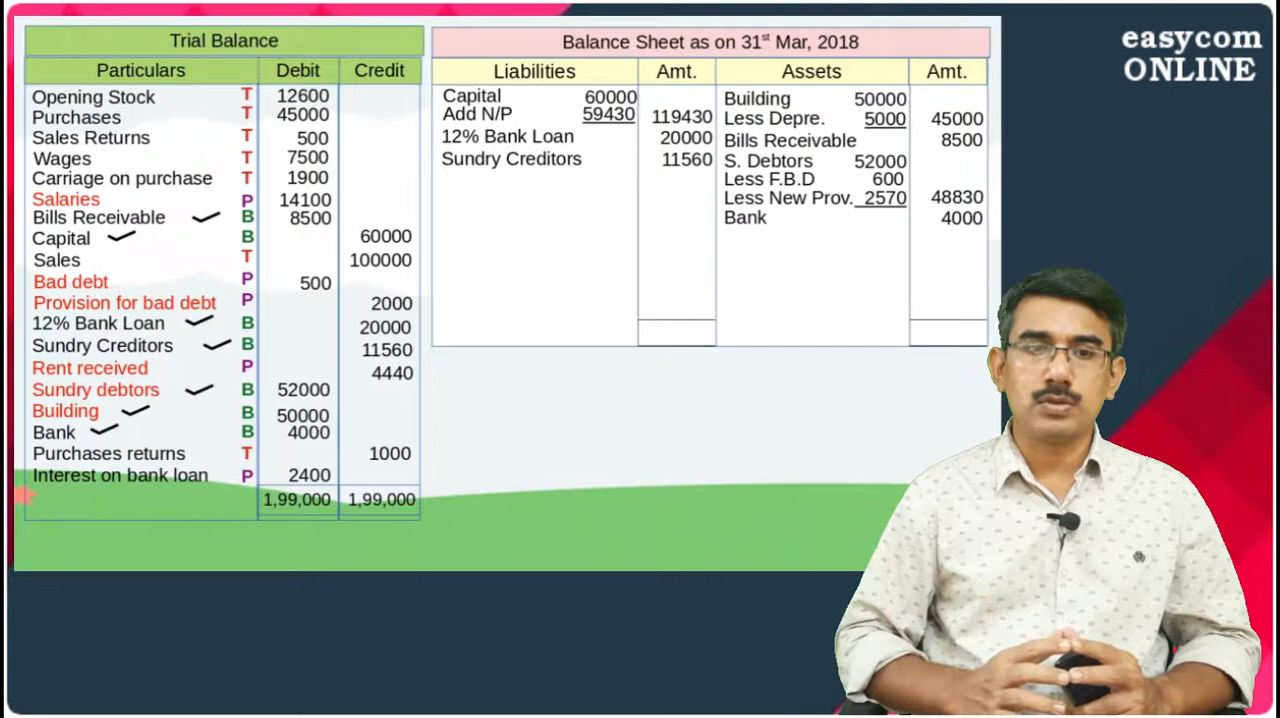 easycom
ONLINE
Trial Balance
Particulars Debit Credit
Opening Stock T 12600
Purchases T 45000
Sales Returns T 500
Wages T 7500
Carriage on purchase T 1900
Salaries P 14100
Bills Receivable B 8500
Capital B 60000
Sales T 100000
Bad debt P 500
Provision for bad debt P 2000
12% Bank Loan B 20000
Sundry Creditors B 11560
Rent received P 4440
Sundry debtors B 52000
Building B 50000
Bank B 4000
Purchases returns T 1000
Interest on bank loan P 2400
1,99,000 1,99,000
Balance Sheet as on 31st Mar, 2018
Liabilities Amt. Assets Amt.
Capital 60000
Add N/P 59430 119430
12% Bank Loan 20000
Sundry Creditors 11560
Building 50000
Less Depre. 5000 45000
Bills Receivable 8500
S. Debtors 52000
Less F.B.D 600
Less New Prov. 2570 48830
Bank 4000